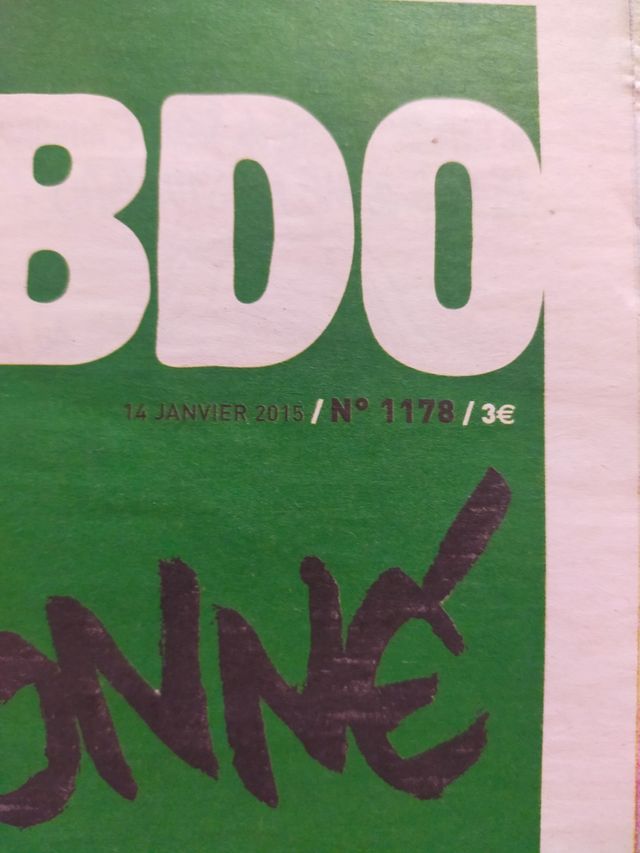 BDO
14 JANVIER 2015 / N° 1178 / 3€
ONNÉ